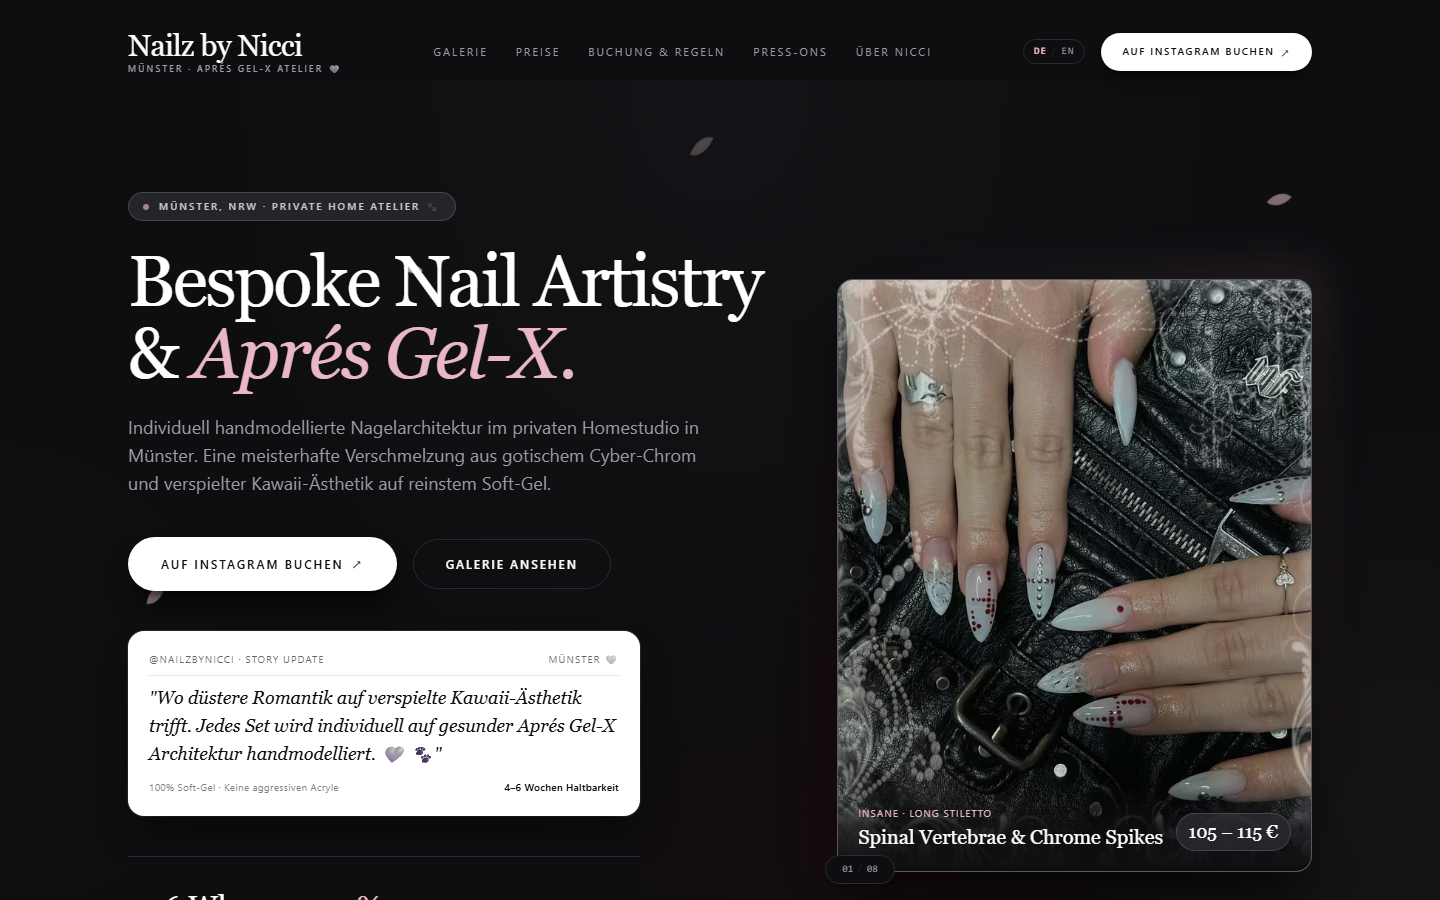 Nailz by Nicci
MÜNSTER · APRÉS GEL-X ATELIER
GALERIE
PREISE
BUCHUNG & REGELN
PRESS-ONS
ÜBER NICCI
DE / EN
AUF INSTAGRAM BUCHEN ↗
MÜNSTER, NRW · PRIVATE HOME ATELIER
Bespoke Nail Artistry
& Aprés Gel-X.
Individuell handmodellierte Nagelarchitektur im privaten Homestudio in
Münster. Eine meisterhafte Verschmelzung aus gotischem Cyber-Chrom
und verspielter Kawaii-Ästhetik auf reinstem Soft-Gel.
AUF INSTAGRAM BUCHEN ↗
GALERIE ANSEHEN
@NAILZBYNICCI · STORY UPDATE
MÜNSTER
"Wo düstere Romantik auf verspielte Kawaii-Ästhetik
trifft. Jedes Set wird individuell auf gesunder Aprés Gel-X
Architektur handmodelliert. "
100% Soft-Gel · Keine aggressiven Acryle
4–6 Wochen Haltbarkeit
INSANE · LONG STILETTO
Spinal Vertebrae & Chrome Spikes
105 – 115 €
01 / 08